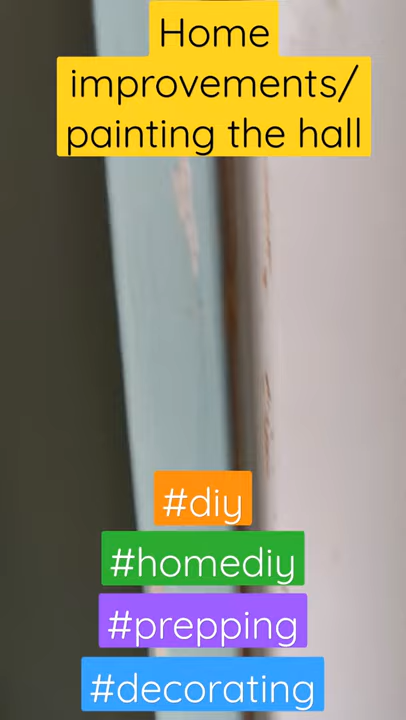 Home
improvements/
painting the hall
#diy
#homediy
#prepping
#decorating